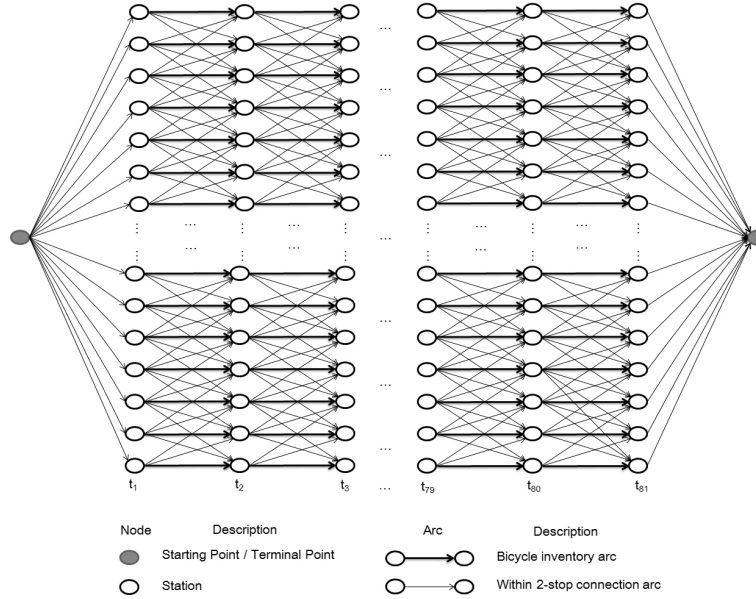 t₁ t₂ t₃ ... t₇₉ t₈₀ t₈₁
Node Description Arc Description
Starting Point / Terminal Point Bicycle inventory arc
Station Within 2-stop connection arc